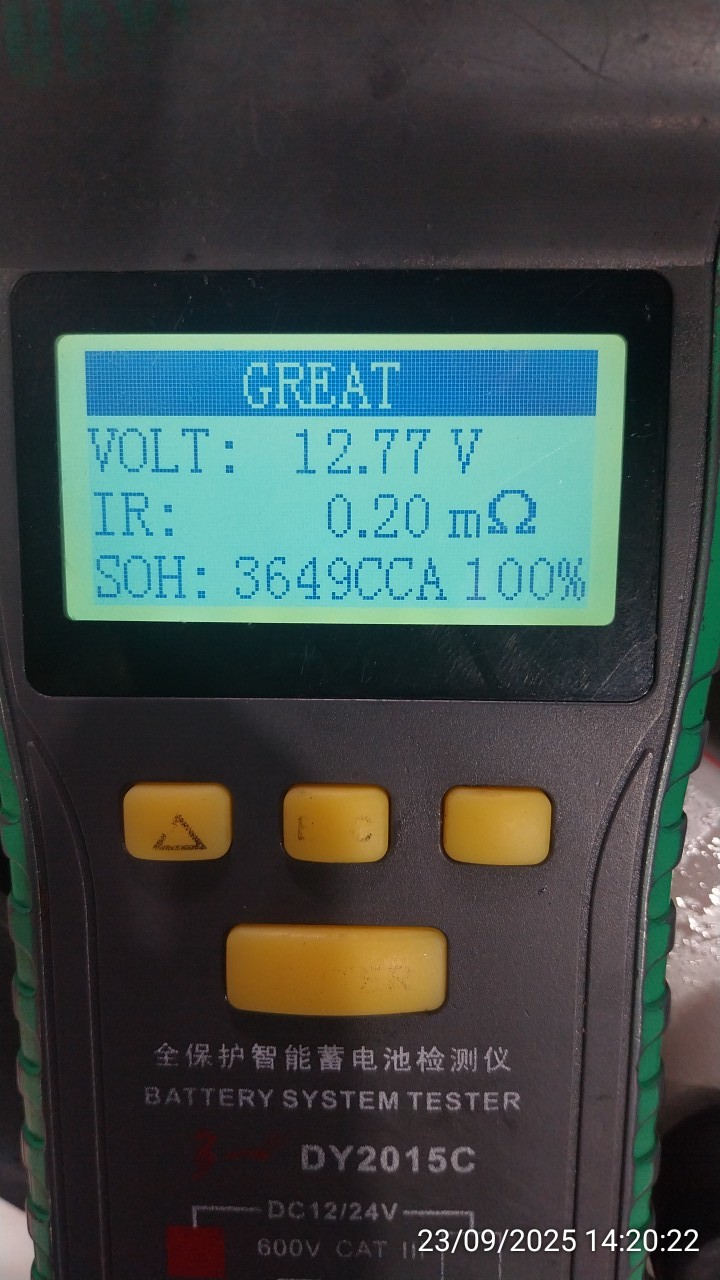 GREAT
VOLT: 12.77 V
IR: 0.20 mΩ
SOH: 3649CCA 100%
全保护智能蓄电池检测仪
BATTERY SYSTEM TESTER
DY2015C
DC12/24V
600V CAT II
23/09/2025 14:20:22